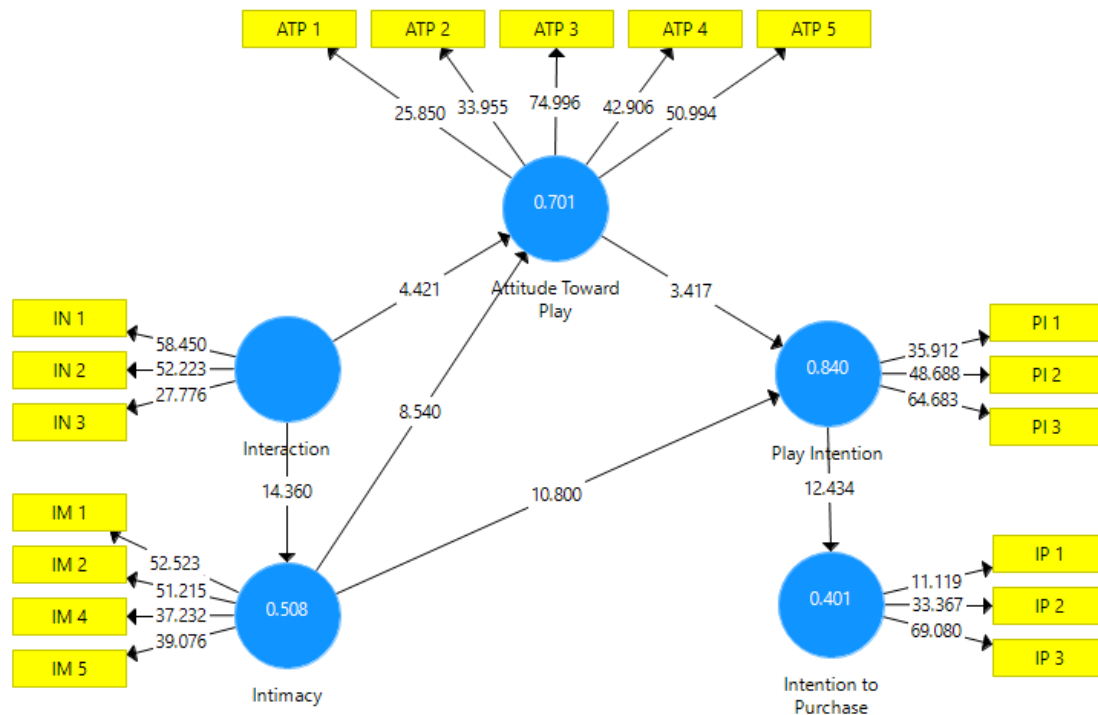 ATP 1
ATP 2
ATP 3
ATP 4
ATP 5
25.850
33.955
74.996
42.906
50.994
0.701
Attitude Toward
Play
4.421
3.417
8.540
IN 1
IN 2
IN 3
58.450
52.223
27.776
Interaction
14.360
10.800
0.840
Play Intention
35.912
48.688
64.683
PI 1
PI 2
PI 3
12.434
IM 1
IM 2
IM 4
IM 5
52.523
51.215
37.232
39.076
0.508
Intimacy
0.401
Intention to
Purchase
11.119
33.367
69.080
IP 1
IP 2
IP 3